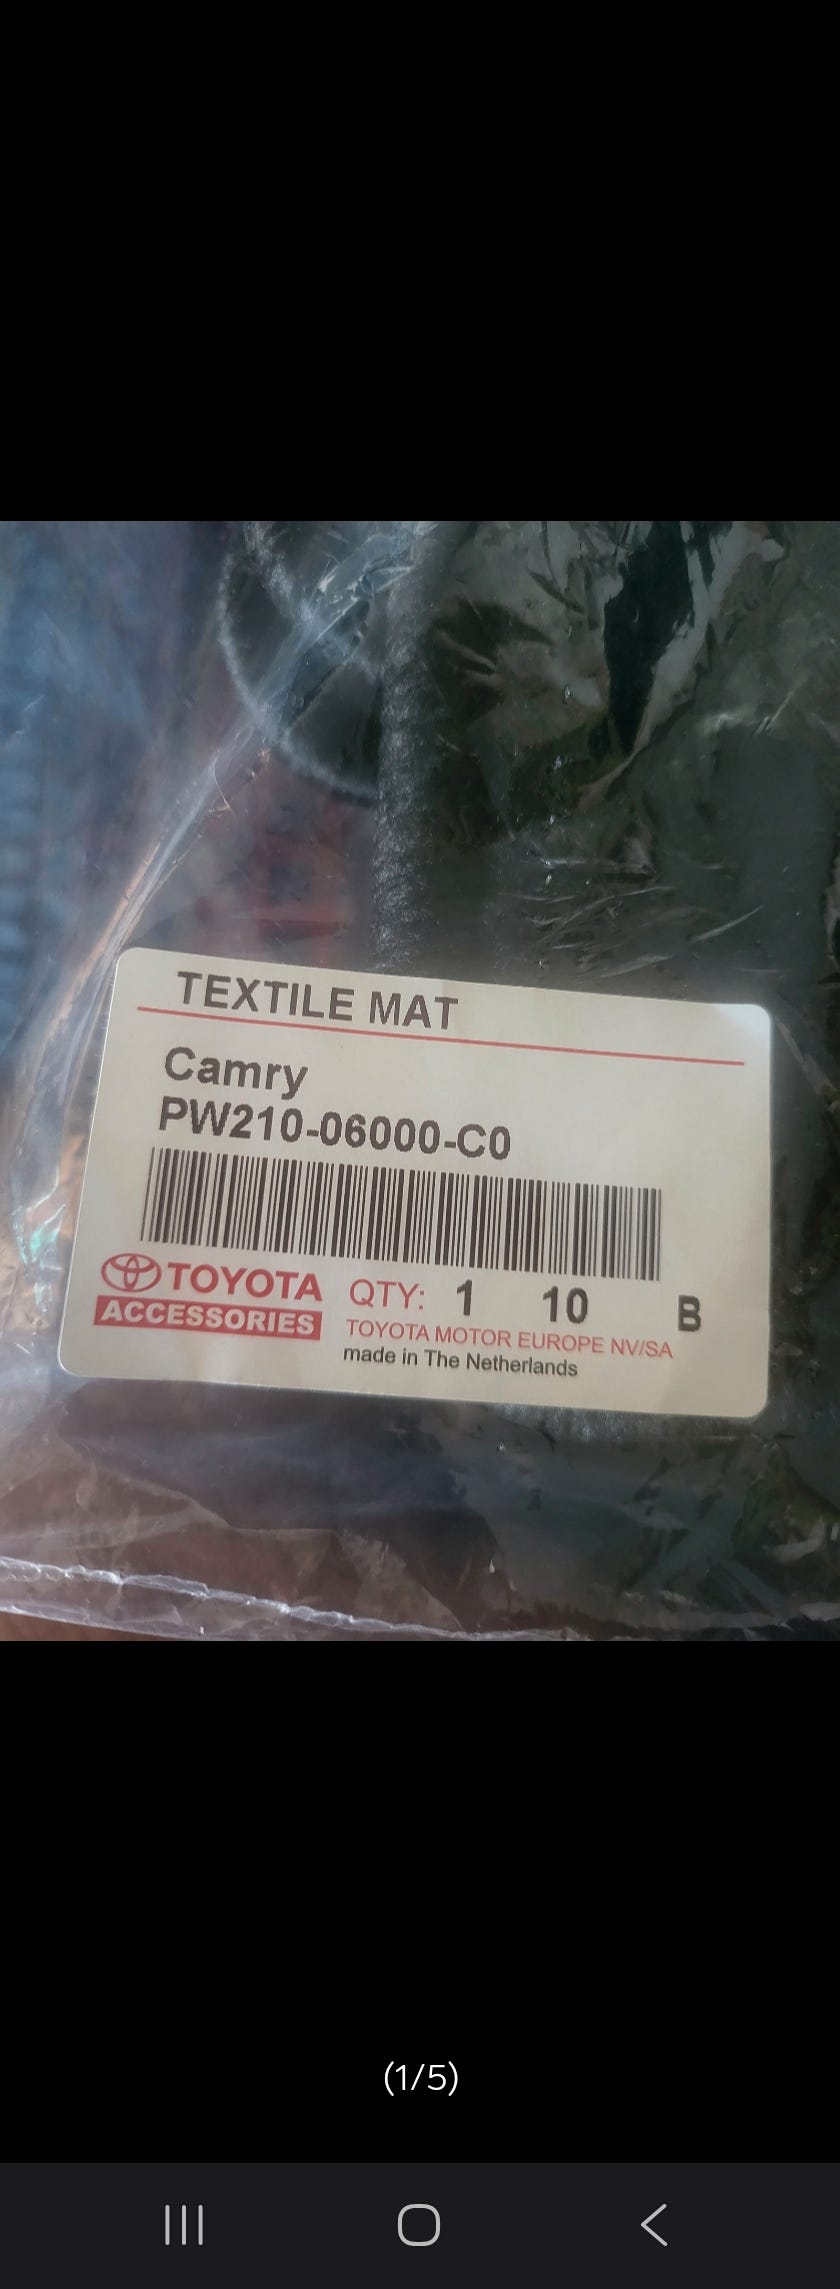 TEXTILE MAT
Camry
PW210-06000-C0
TOYOTA QTY: 1 10 B
ACCESSORIES TOYOTA MOTOR EUROPE NV/SA
made in The Netherlands
(1/5)